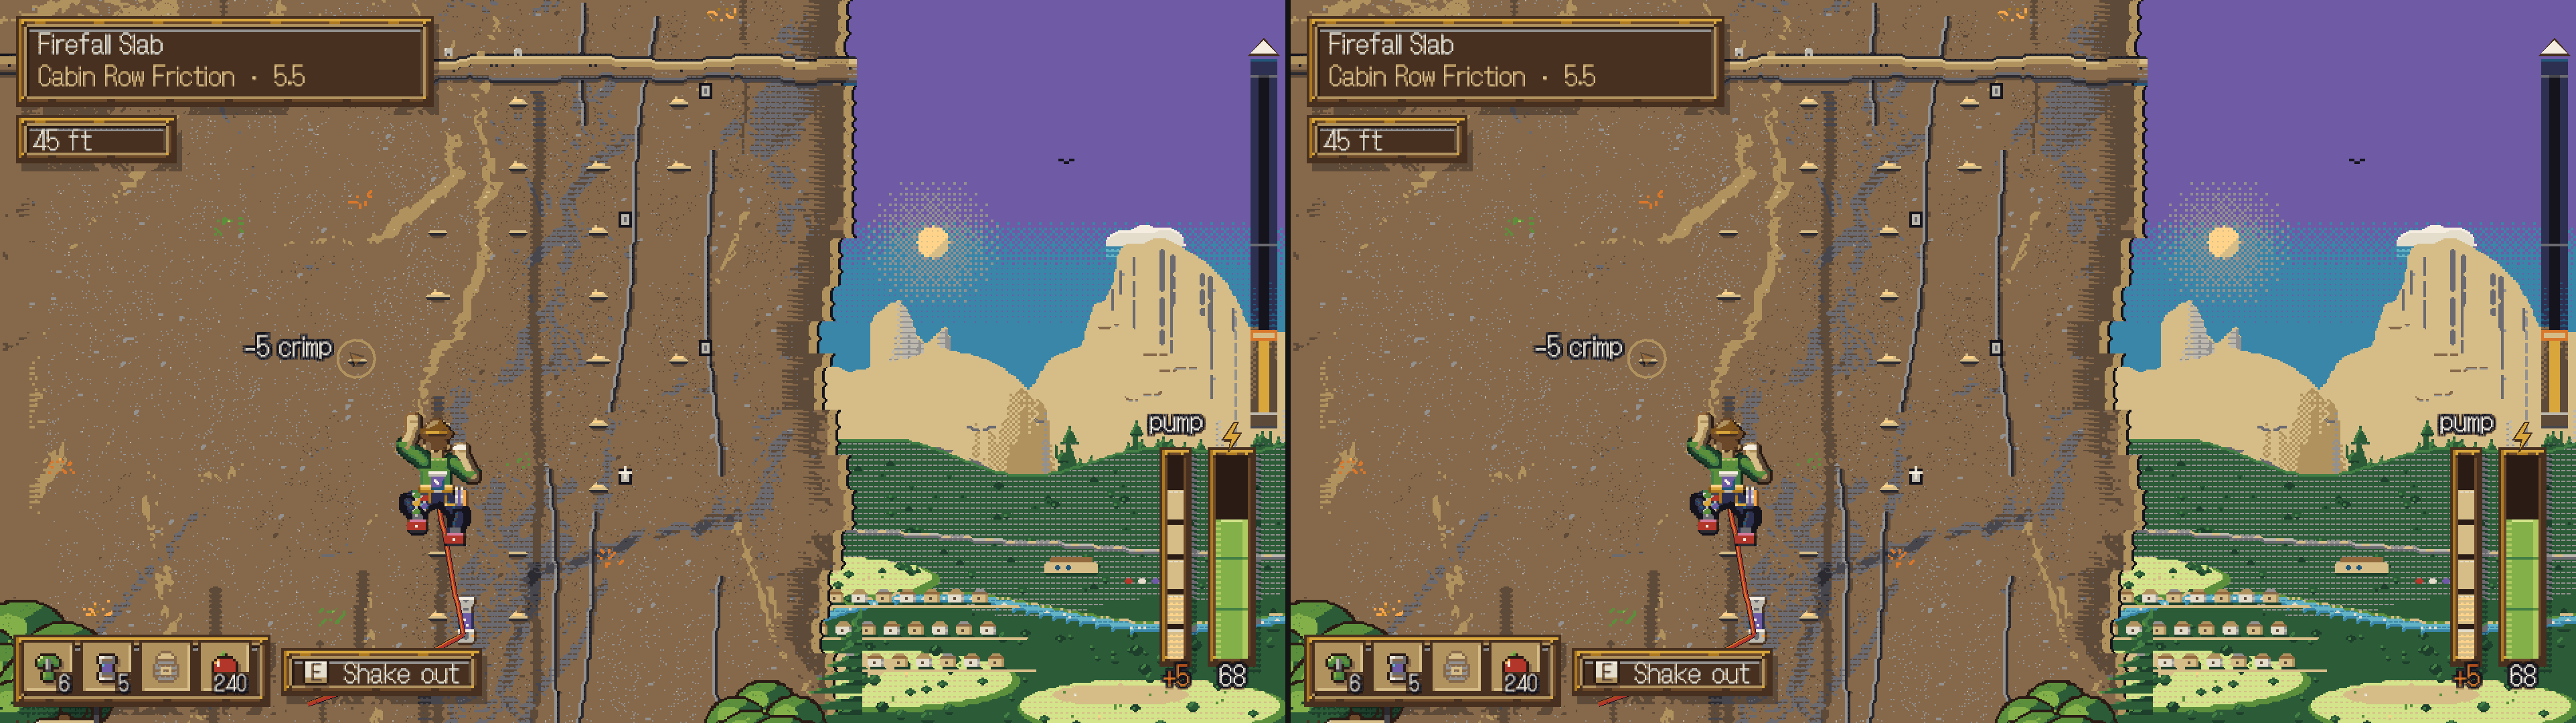 Firefall Slab
Cabin Row Friction · 5.5
45 ft
-5 crimp
pump
+5
68
6
5
240
E Shake out
Firefall Slab
Cabin Row Friction · 5.5
45 ft
-5 crimp
pump
+5
68
6
5
240
E Shake out